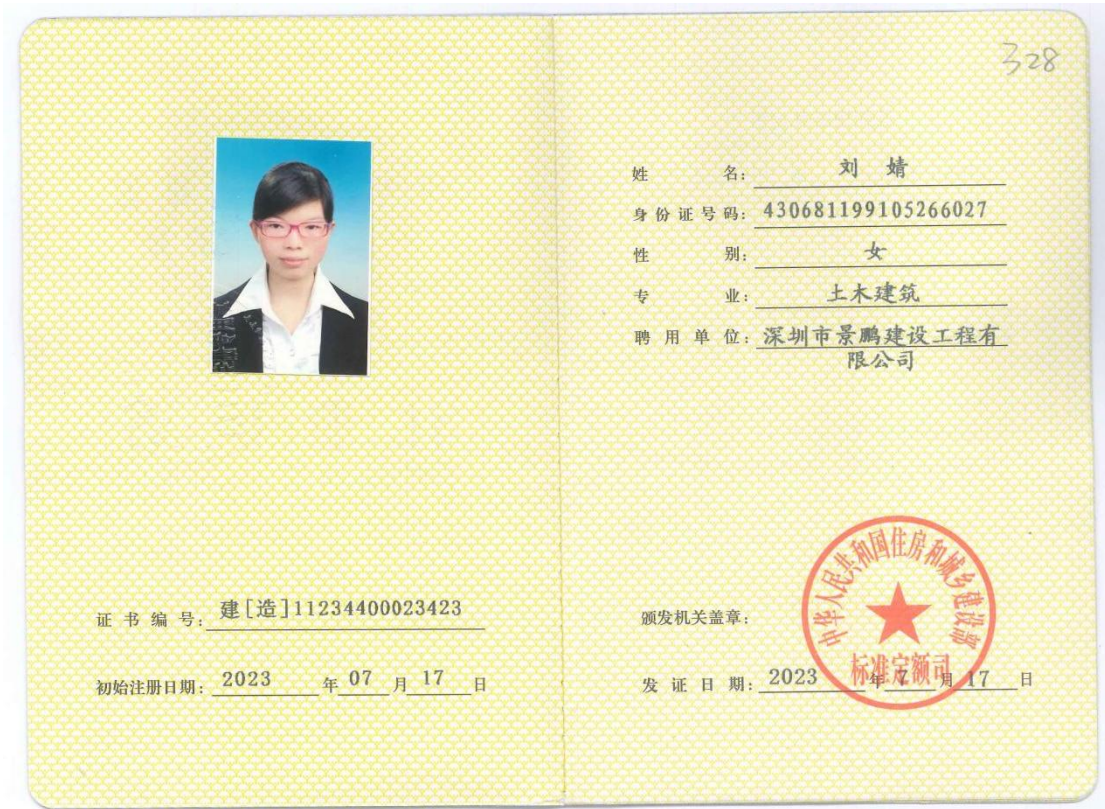 328
姓名：刘婧
身份证号码：430681199105266027
性别：女
专业：土木建筑
聘用单位：深圳市景鹏建设工程有
限公司
证书编号：建[造]11234400023423
初始注册日期：2023年07月17日
颁发机关盖章：
中华人民共和国住房和城乡建设部
标准定额司
发证日期：2023年7月17日